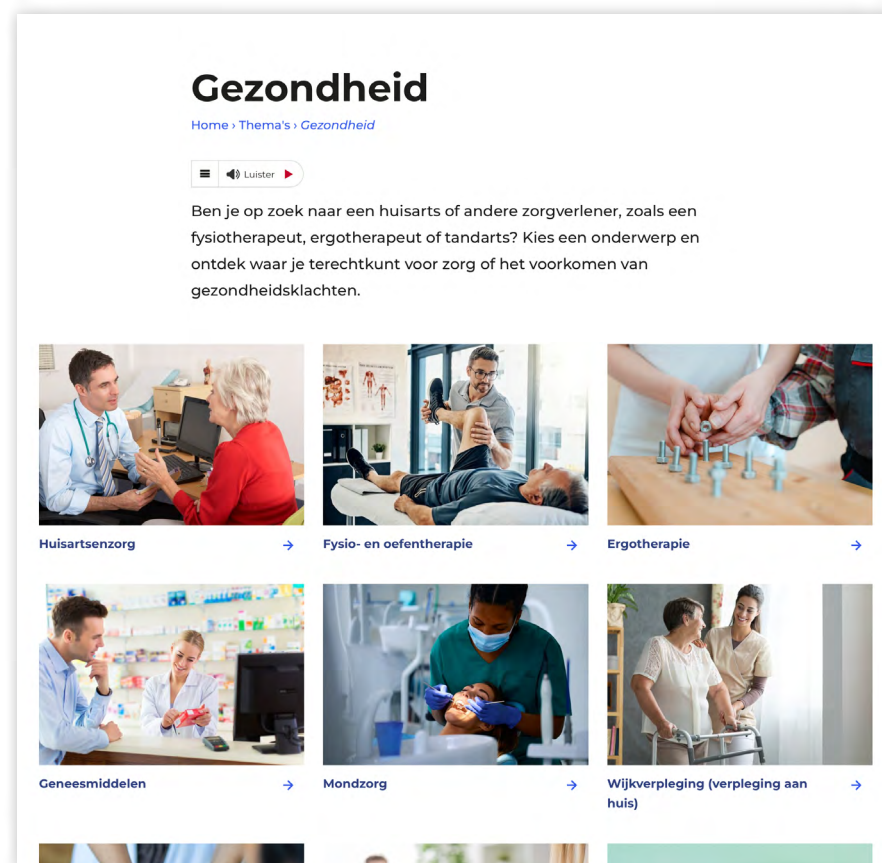 Gezondheid
Home › Thema's › Gezondheid
Luister
Ben je op zoek naar een huisarts of andere zorgverlener, zoals een
fysiotherapeut, ergotherapeut of tandarts? Kies een onderwerp en
ontdek waar je terechtkunt voor zorg of het voorkomen van
gezondheidsklachten.
Huisartsenzorg →
Fysio- en oefentherapie →
Ergotherapie →
Geneesmiddelen →
Mondzorg →
Wijkverpleging (verpleging aan →
huis)